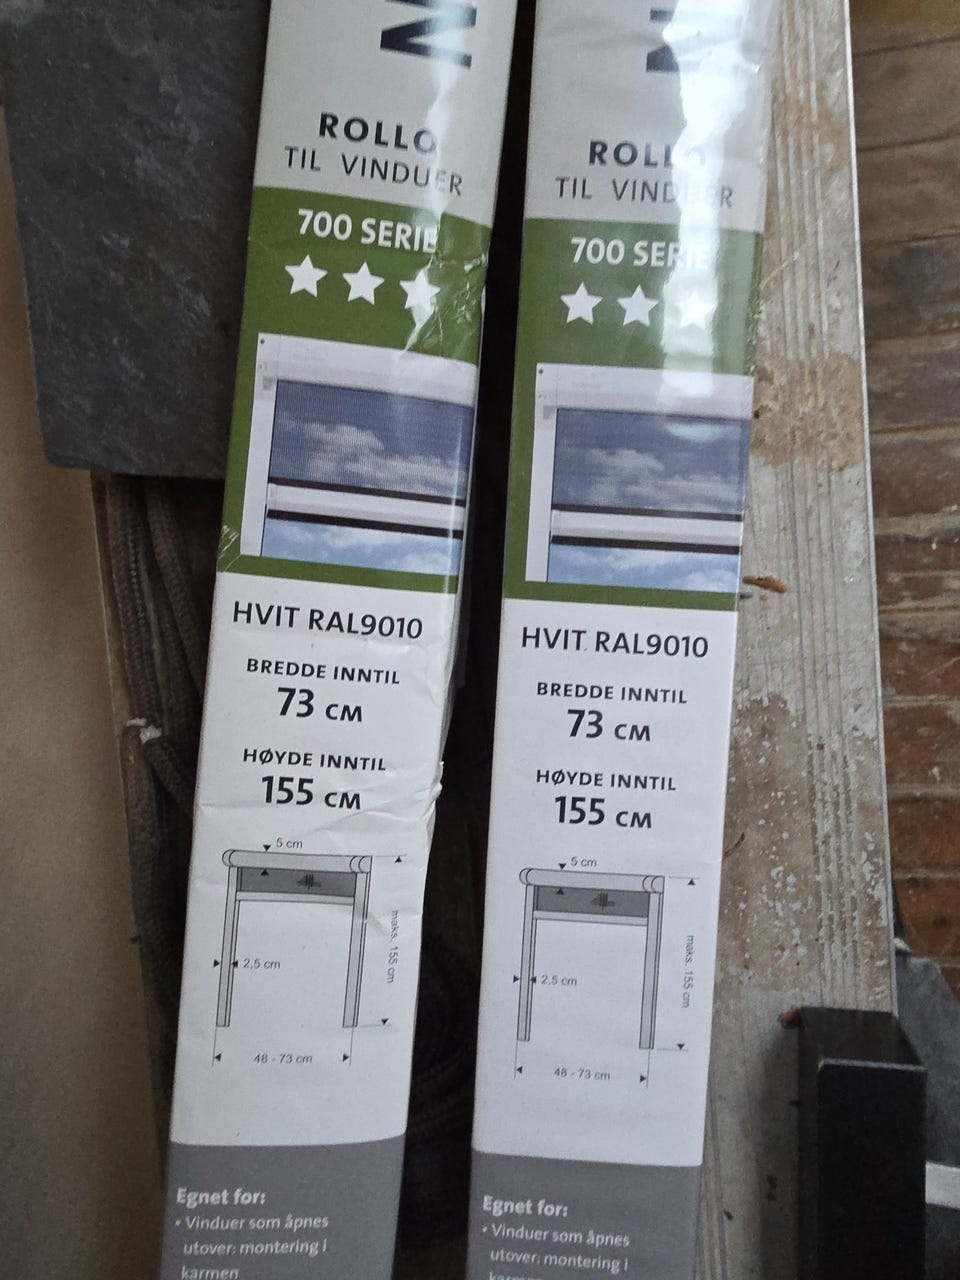 ROLLO
TIL VINDUER
700 SERIE
HVIT RAL9010
BREDDE INNTIL
73 CM
HØYDE INNTIL
155 CM
5 cm
maks. 155 cm
2,5 cm
48 - 73 cm
Egnet for:
• Vinduer som åpnes
utover: montering i
karmen
ROLLO
TIL VINDUER
700 SERIE
HVIT RAL9010
BREDDE INNTIL
73 CM
HØYDE INNTIL
155 CM
5 cm
maks. 155 cm
2,5 cm
48 - 73 cm
Egnet for:
• Vinduer som åpnes
utover: montering i
karmen